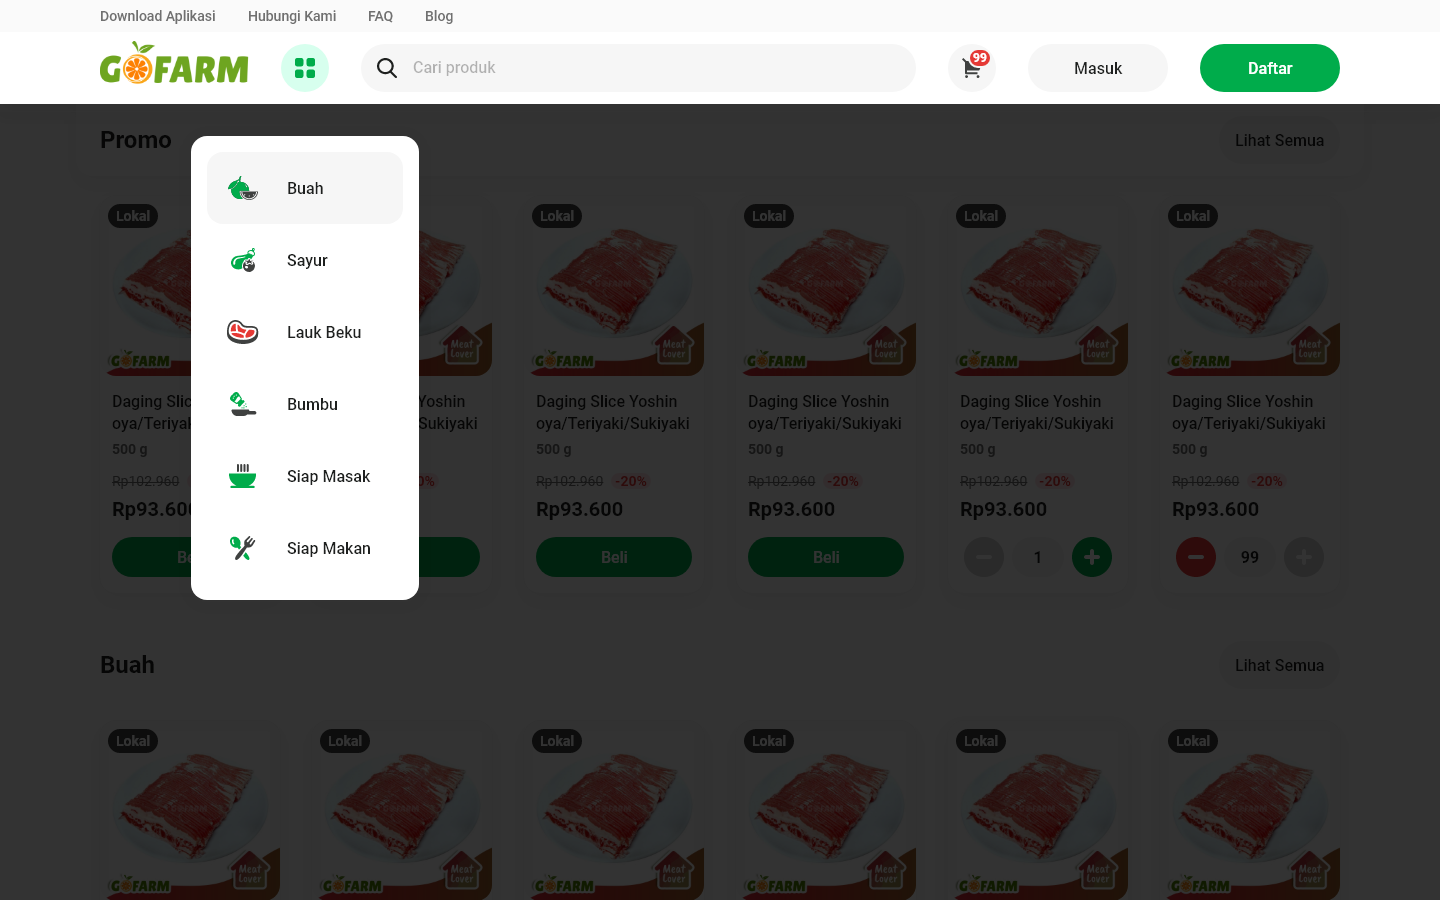 Download Aplikasi
Hubungi Kami
FAQ
Blog
GOFARM
Cari produk
99
Masuk
Daftar
Promo
Lihat Semua
Buah
Sayur
Lauk Beku
Bumbu
Siap Masak
Siap Makan
Lokal
Lokal
Lokal
Lokal
Lokal
GOFARM
Meat Lover
Meat Lover
GOFARM
Meat Lover
GOFARM
Meat Lover
GOFARM
Meat Lover
GOFARM
Meat Lover
Daging Slic
oya/Teriyak
500 g
Rp102.960
Rp93.600
Be
Yoshin
Sukiyaki
0%
Daging Slice Yoshin
oya/Teriyaki/Sukiyaki
500 g
Rp102.960 -20%
Rp93.600
Beli
Daging Slice Yoshin
oya/Teriyaki/Sukiyaki
500 g
Rp102.960 -20%
Rp93.600
Beli
Daging Slice Yoshin
oya/Teriyaki/Sukiyaki
500 g
Rp102.960 -20%
Rp93.600
1
Daging Slice Yoshin
oya/Teriyaki/Sukiyaki
500 g
Rp102.960 -20%
Rp93.600
99
Buah
Lihat Semua
Lokal
Lokal
Lokal
Lokal
Lokal
Lokal
GOFARM
Meat Lover
GOFARM
Meat Lover
GOFARM
Meat Lover
GOFARM
Meat Lover
GOFARM
Meat Lover
GOFARM
Meat Lover